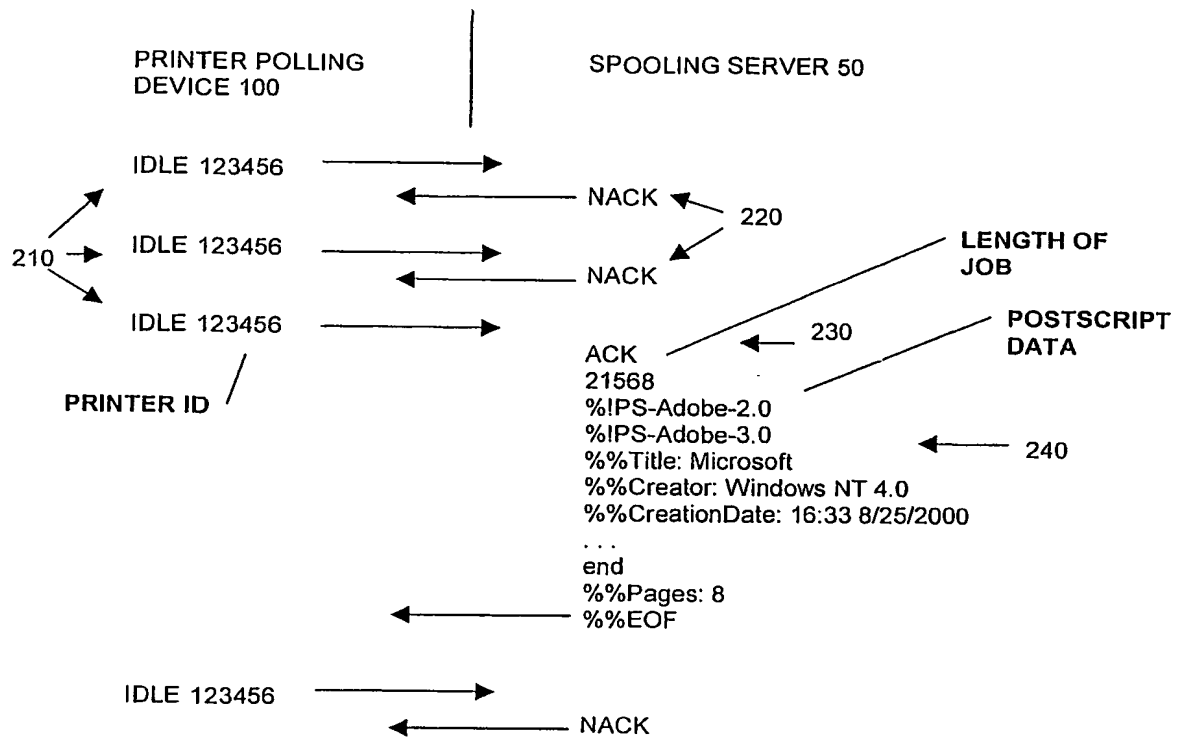 PRINTER POLLING
DEVICE 100
SPOOLING SERVER 50
IDLE 123456
NACK
220
210
IDLE 123456
NACK
LENGTH OF
JOB
IDLE 123456
230
POSTSCRIPT
DATA
PRINTER ID
ACK
21568
%!PS-Adobe-2.0
%!PS-Adobe-3.0
240
%%Title: Microsoft
%%Creator: Windows NT 4.0
%%CreationDate: 16:33 8/25/2000
. . .
end
%%Pages: 8
%%EOF
IDLE 123456
NACK